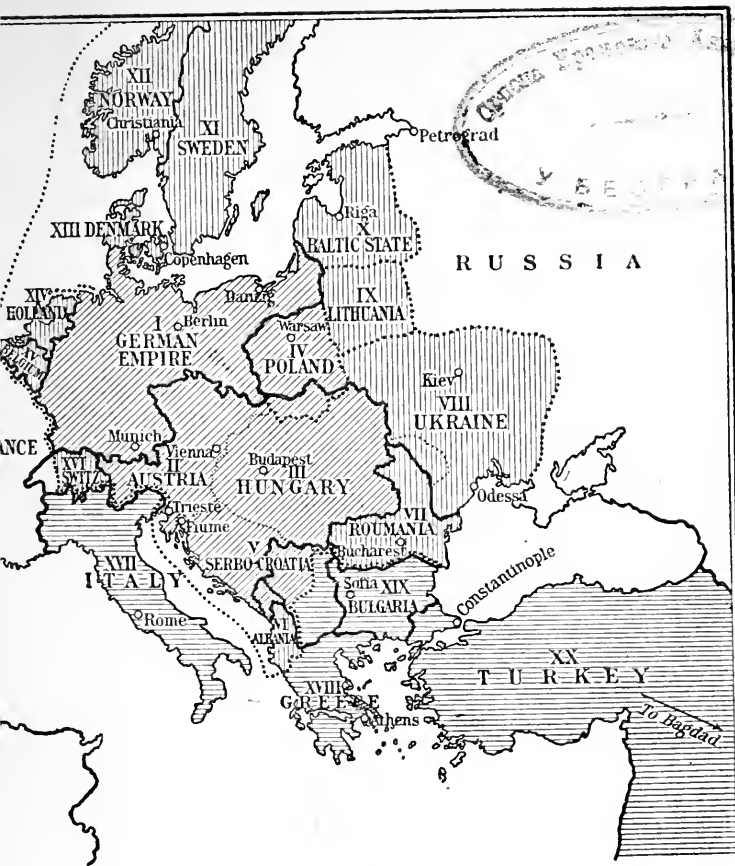 XII
NORWAY
Christiania
XI
SWEDEN
Petrograd
XIII DENMARK
Copenhagen
Riga
X
BALTIC STATE
RUSSIA
XIV
HOLLAND
XV
BELGIUM
Danzig
I
GERMAN
EMPIRE
Berlin
IX
LITHUANIA
Warsaw
IV
POLAND
Kiev
VIII
UKRAINE
ANCE
Munich
XVI
SWITZ.
Vienna
II
AUSTRIA
Budapest
III
HUNGARY
Odessa
Trieste
Fiume
VII
ROUMANIA
Bucharest
V
SERBO-CROATIA
XVII
ITALY
Rome
Sofia
XIX
BULGARIA
Constantinople
VI
ALBANIA
XVIII
GREECE
Athens
XX
TURKEY
To Bagdad